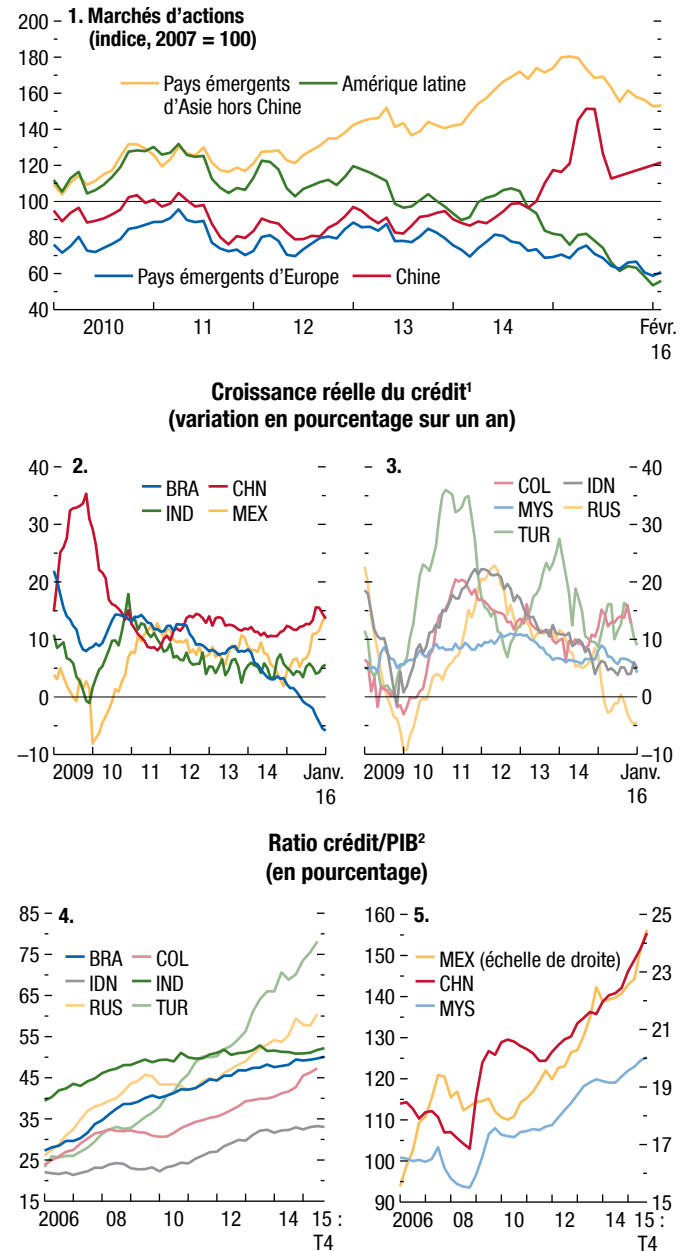 1. Marchés d'actions
(indice, 2007 = 100)
200
180
160
140
120
100
80
60
40
Pays émergents d'Asie hors Chine
Amérique latine
Pays émergents d'Europe
Chine
2010 11 12 13 14 Févr. 16
Croissance réelle du crédit¹
(variation en pourcentage sur un an)
2.
40
30
20
10
0
–10
BRA CHN
IND MEX
2009 10 11 12 13 14 Janv. 16
3.
COL IDN
MYS RUS
TUR
40
30
20
10
0
–10
2009 10 11 12 13 14 Janv. 16
Ratio crédit/PIB²
(en pourcentage)
4.
85
75
65
55
45
35
25
15
BRA COL
IDN IND
RUS TUR
2006 08 10 12 14 15 : T4
5.
160
150
140
130
120
110
100
90
MEX (échelle de droite)
CHN
MYS
25
23
21
19
17
15
2006 08 10 12 14 15 : T4